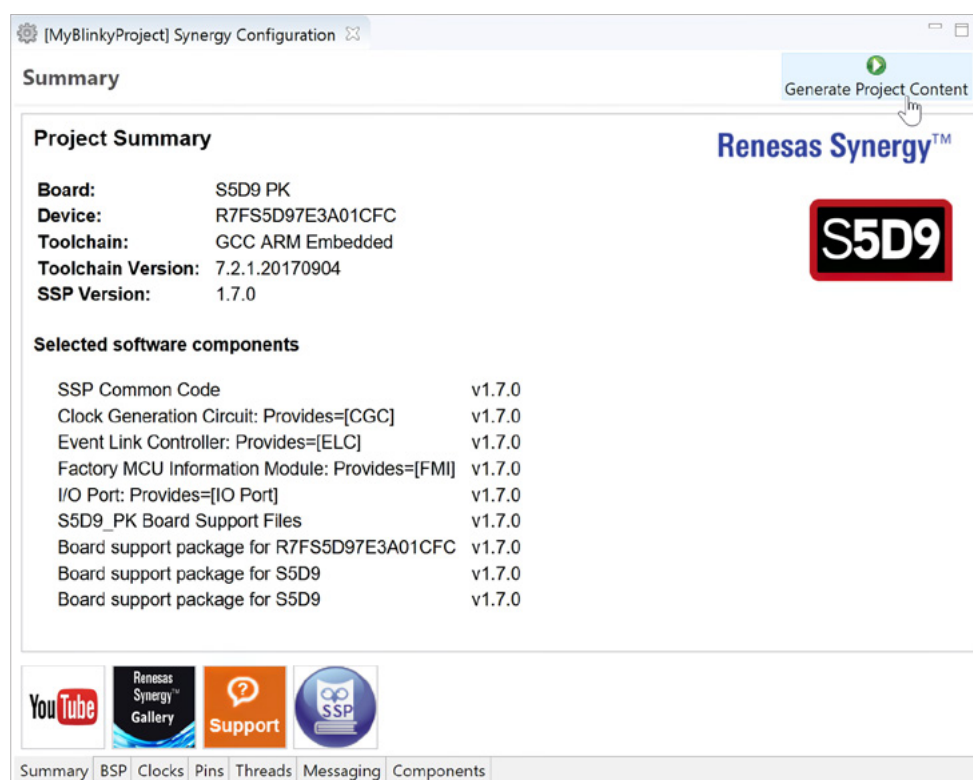 [MyBlinkyProject] Synergy Configuration
Summary
Generate Project Content
Project Summary
Renesas Synergy™
Board: S5D9 PK
Device: R7FS5D97E3A01CFC
Toolchain: GCC ARM Embedded
Toolchain Version: 7.2.1.20170904
SSP Version: 1.7.0
S5D9
Selected software components
SSP Common Code v1.7.0
Clock Generation Circuit: Provides=[CGC] v1.7.0
Event Link Controller: Provides=[ELC] v1.7.0
Factory MCU Information Module: Provides=[FMI] v1.7.0
I/O Port: Provides=[IO Port] v1.7.0
S5D9_PK Board Support Files v1.7.0
Board support package for R7FS5D97E3A01CFC v1.7.0
Board support package for S5D9 v1.7.0
Board support package for S5D9 v1.7.0
YouTube
Renesas
Synergy™
Gallery
Support
SSP
Summary BSP Clocks Pins Threads Messaging Components